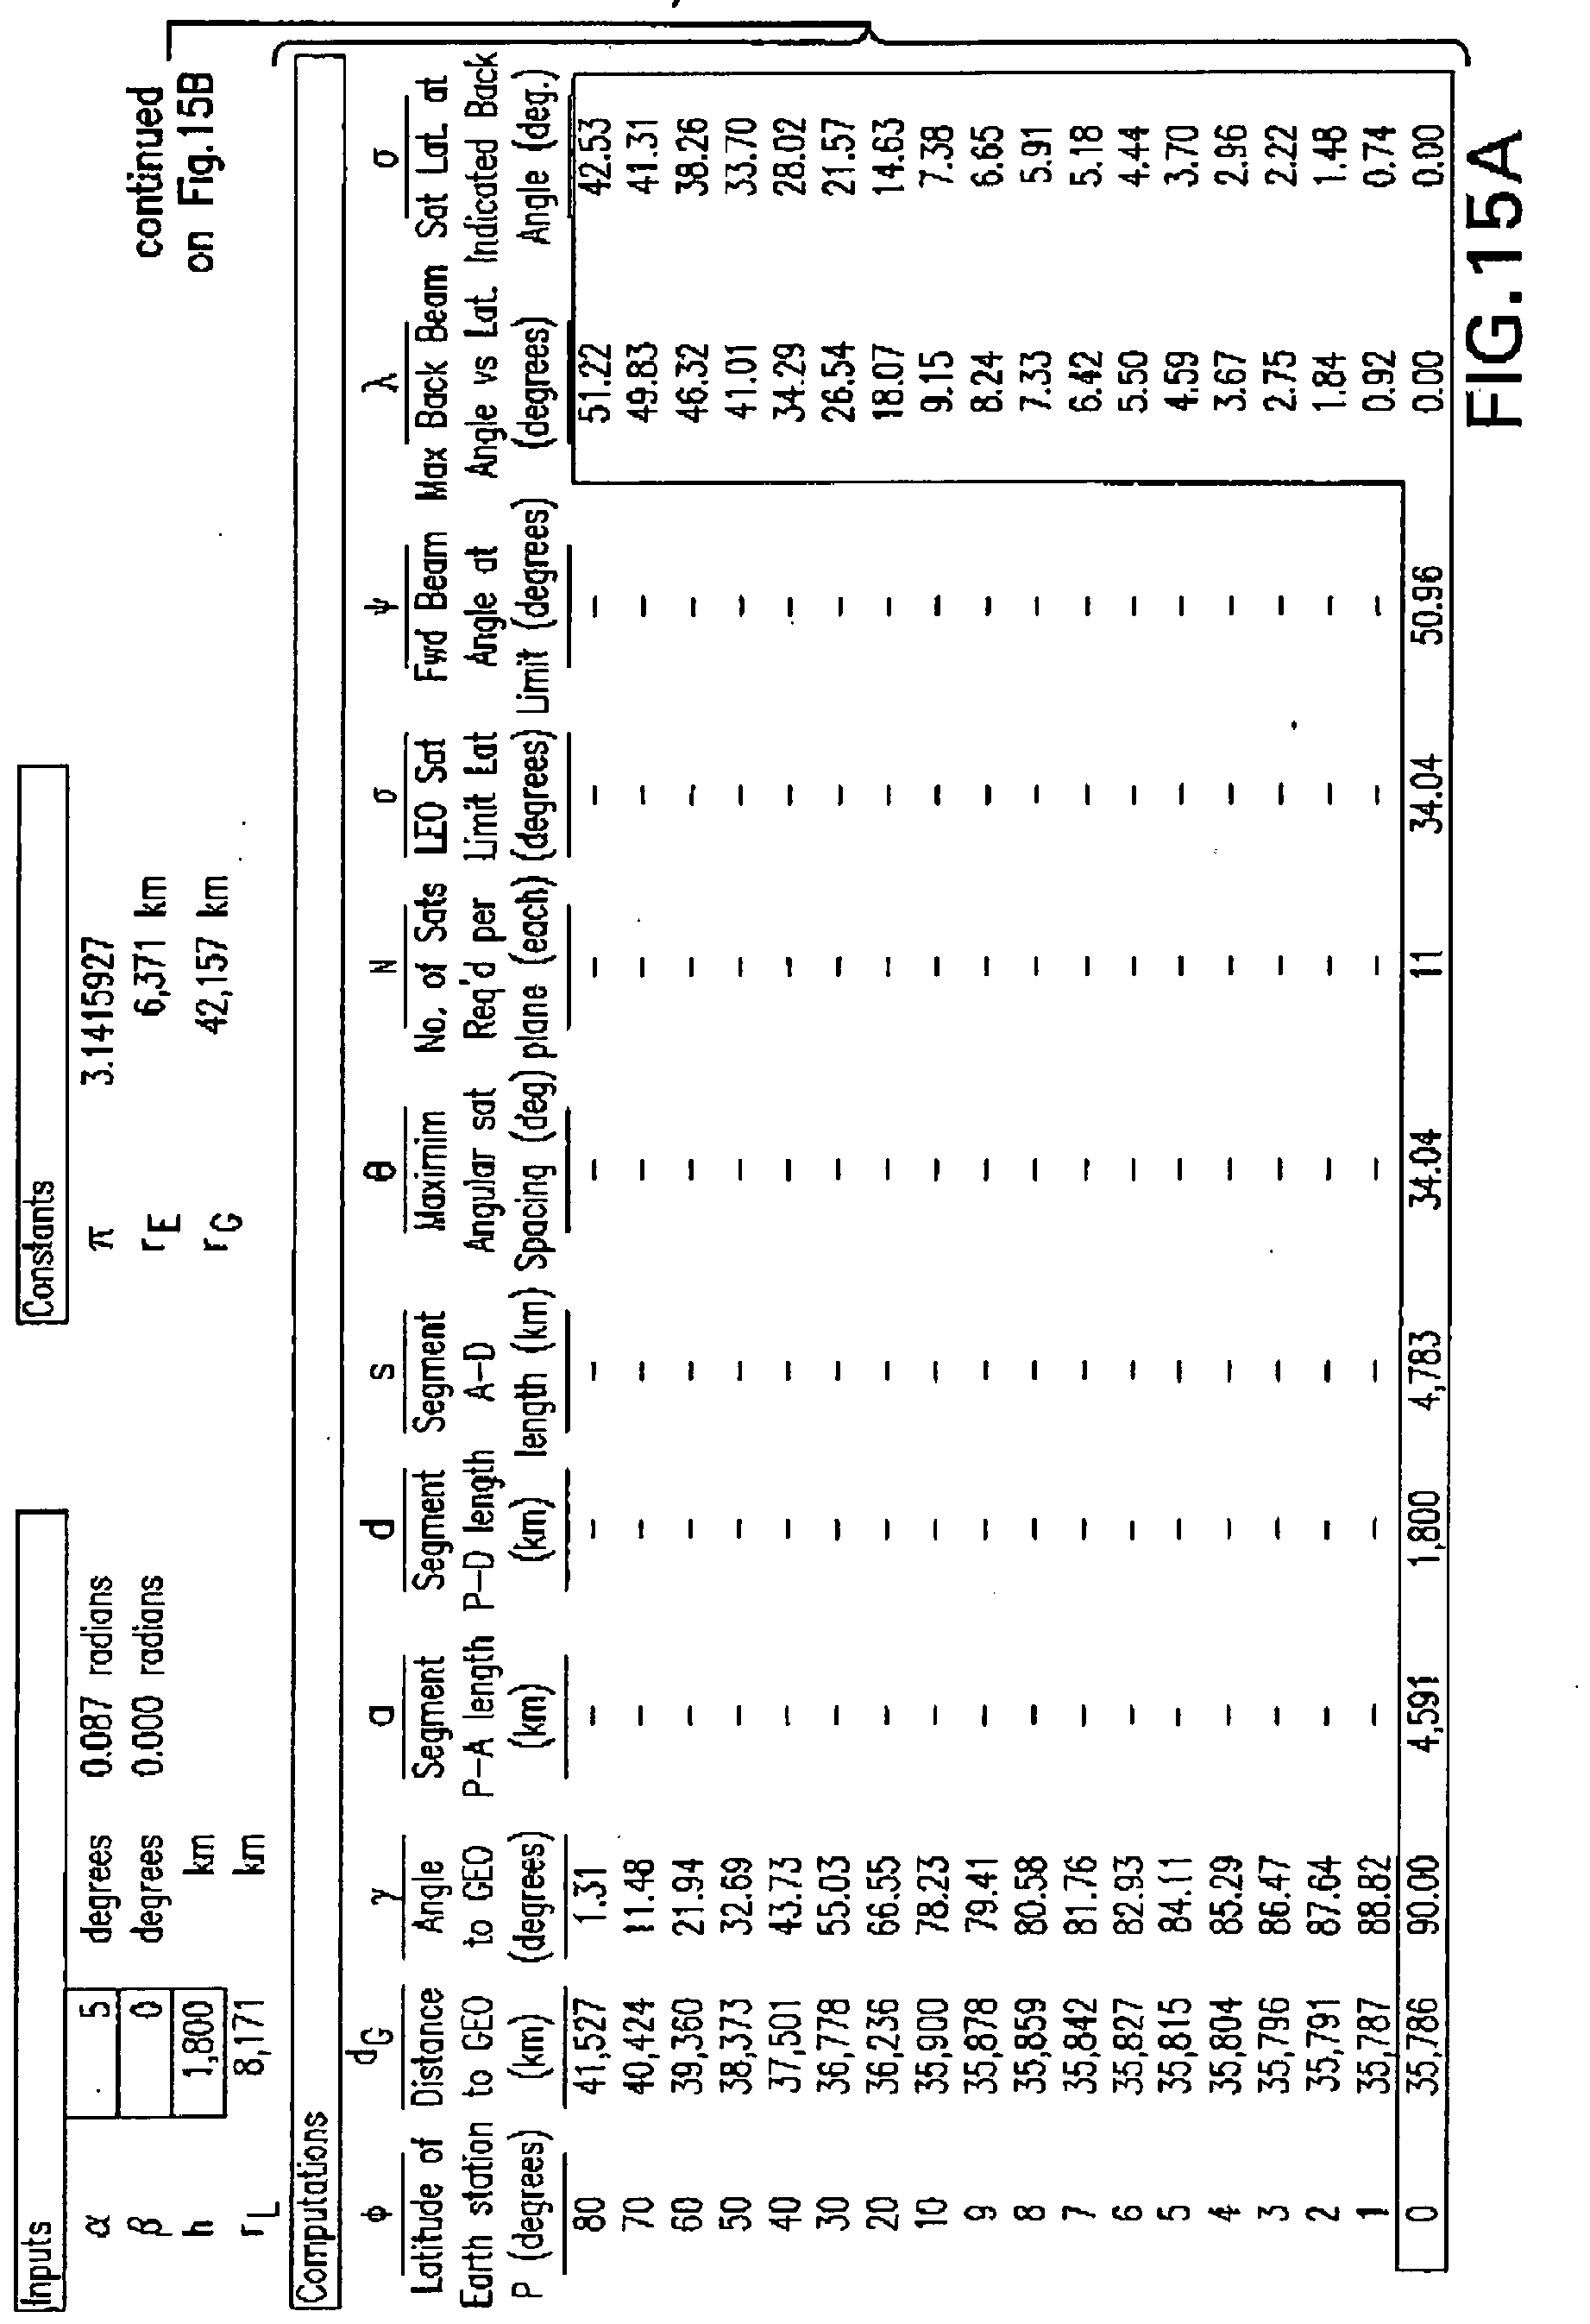 Inputs
α 5 degrees 0.087 radians
β 0 degrees 0.000 radians
h 1,800 km
rL 8,171 km
Constants
π 3.1415927
rE 6,371 km
rG 42,157 km
continued
on Fig.15B
Computations
ϕ dG γ a d s θ N σ ψ λ σ
Latitude of Distance Angle Segment Segment Segment Maximim No. of Sats LEO Sat Fwd Beam Max Back Beam Sat Lat. at
Earth station to GEO to GEO P-A length P-D length A-D Angular sat Req'd per Limit Lat Angle at Angle vs Lat. Indicated Back
P (degrees) (km) (degrees) (km) (km) length (km) Spacing (deg) plane (each) (degrees) Limit (degrees) (degrees) Angle (deg.)
80 41,527 1.31 – – – – – – – 51.22 42.53
70 40,424 11.48 – – – – – – – 49.83 41.31
60 39,360 21.94 – – – – – – – 46.32 38.26
50 38,373 32.69 – – – – – – – 41.01 33.70
40 37,501 43.73 – – – – – – – 34.29 28.02
30 36,778 55.03 – – – – – – – 26.54 21.57
20 36,236 66.55 – – – – – – – 18.07 14.63
10 35,900 78.23 – – – – – – – 9.15 7.38
9 35,878 79.41 – – – – – – – 8.24 6.65
8 35,859 80.58 – – – – – – – 7.33 5.91
7 35,842 81.76 – – – – – – – 6.42 5.18
6 35,827 82.93 – – – – – – – 5.50 4.44
5 35,815 84.11 – – – – – – – 4.59 3.70
4 35,804 85.29 – – – – – – – 3.67 2.96
3 35,796 86.47 – – – – – – – 2.75 2.22
2 35,791 87.64 – – – – – – – 1.84 1.48
1 35,787 88.82 – – – – – – – 0.92 0.74
0 35,786 90.00 4,591 1,800 4,783 34.04 11 34.04 50.96 0.00 0.00
FIG.15A